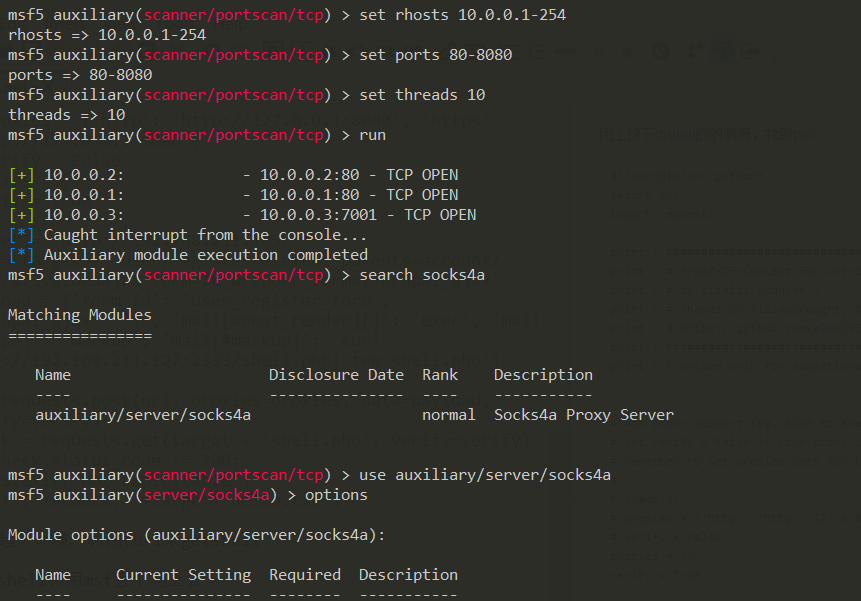 msf5 auxiliary(scanner/portscan/tcp) > set rhosts 10.0.0.1-254
rhosts => 10.0.0.1-254
msf5 auxiliary(scanner/portscan/tcp) > set ports 80-8080
ports => 80-8080
msf5 auxiliary(scanner/portscan/tcp) > set threads 10
threads => 10
msf5 auxiliary(scanner/portscan/tcp) > run
[+] 10.0.0.2: - 10.0.0.2:80 - TCP OPEN
[+] 10.0.0.1: - 10.0.0.1:80 - TCP OPEN
[+] 10.0.0.3: - 10.0.0.3:7001 - TCP OPEN
[*] Caught interrupt from the console...
[*] Auxiliary module execution completed
msf5 auxiliary(scanner/portscan/tcp) > search socks4a
Matching Modules
================
Name Disclosure Date Rank Description
---- --------------- ---- -----------
auxiliary/server/socks4a normal Socks4a Proxy Server
msf5 auxiliary(scanner/portscan/tcp) > use auxiliary/server/socks4a
msf5 auxiliary(server/socks4a) > options
Module options (auxiliary/server/socks4a):
Name Current Setting Required Description
---- --------------- -------- -----------